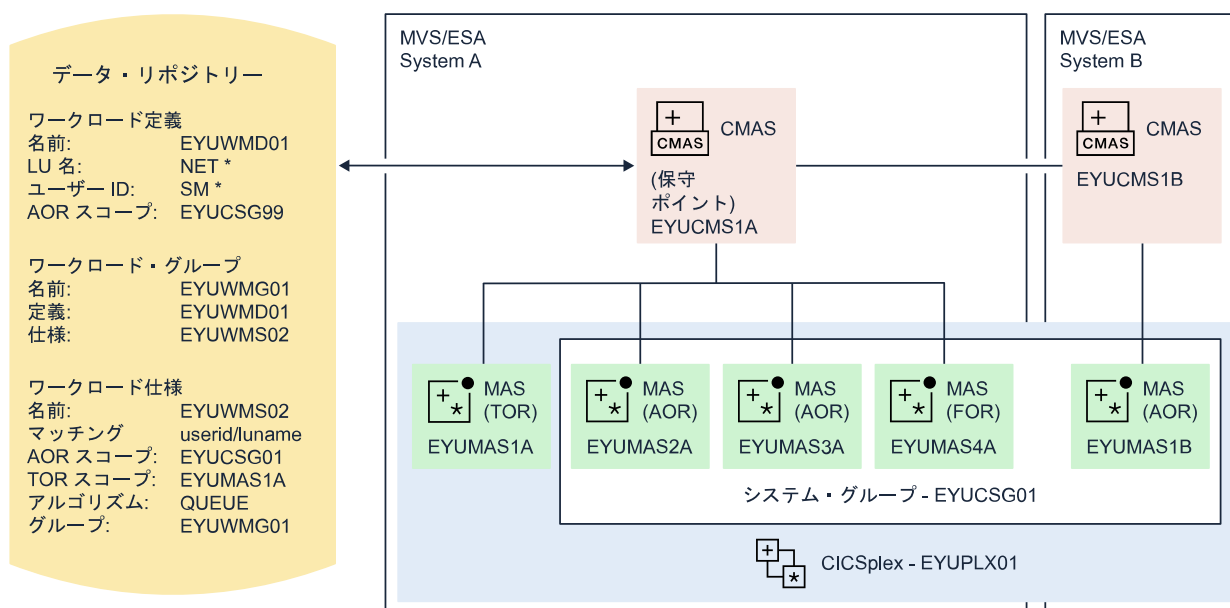 データ・リポジトリー
ワークロード定義
名前: EYUWMD01
LU 名: NET *
ユーザー ID: SM *
AOR スコープ: EYUCSG99
ワークロード・グループ
名前: EYUWMG01
定義: EYUWMD01
仕様: EYUWMS02
ワークロード仕様
名前: EYUWMS02
マッチング userid/luname
AOR スコープ: EYUCSG01
TOR スコープ: EYUMAS1A
アルゴリズム: QUEUE
グループ: EYUWMG01
MVS/ESA
System A
CMAS
CMAS
(保守
ポイント)
EYUCMS1A
MVS/ESA
System B
CMAS
CMAS
EYUCMS1B
MAS
(TOR)
EYUMAS1A
MAS
(AOR)
EYUMAS2A
MAS
(AOR)
EYUMAS3A
MAS
(FOR)
EYUMAS4A
MAS
(AOR)
EYUMAS1B
システム・グループ - EYUCSG01
CICSplex - EYUPLX01